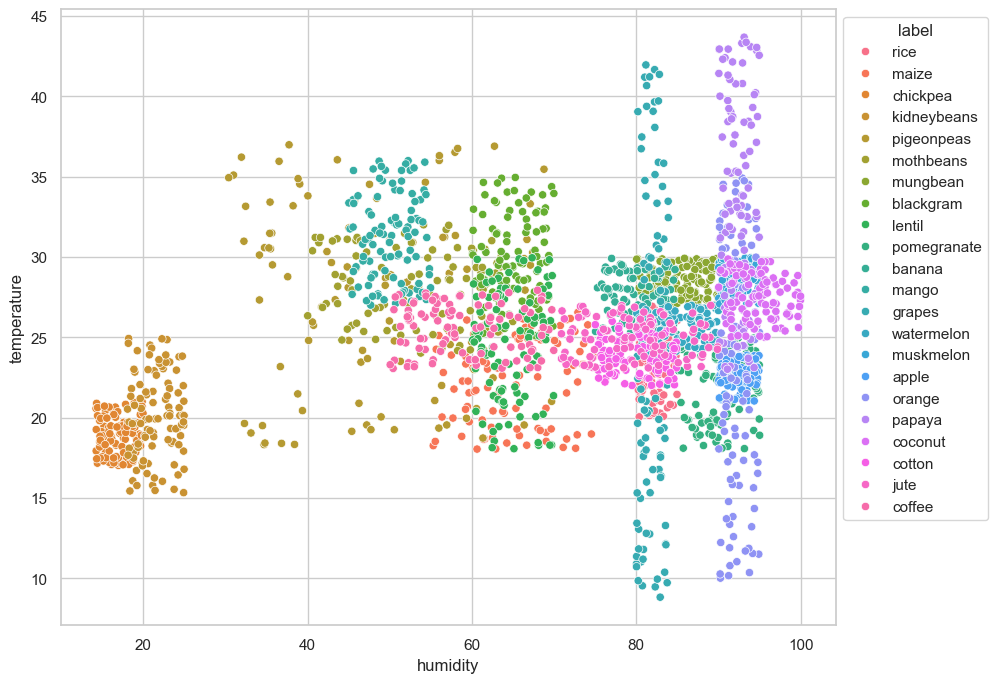 45
40
35
30
25
20
15
10
temperature
20 40 60 80 100
humidity
label
rice
maize
chickpea
kidneybeans
pigeonpeas
mothbeans
mungbean
blackgram
lentil
pomegranate
banana
mango
grapes
watermelon
muskmelon
apple
orange
papaya
coconut
cotton
jute
coffee